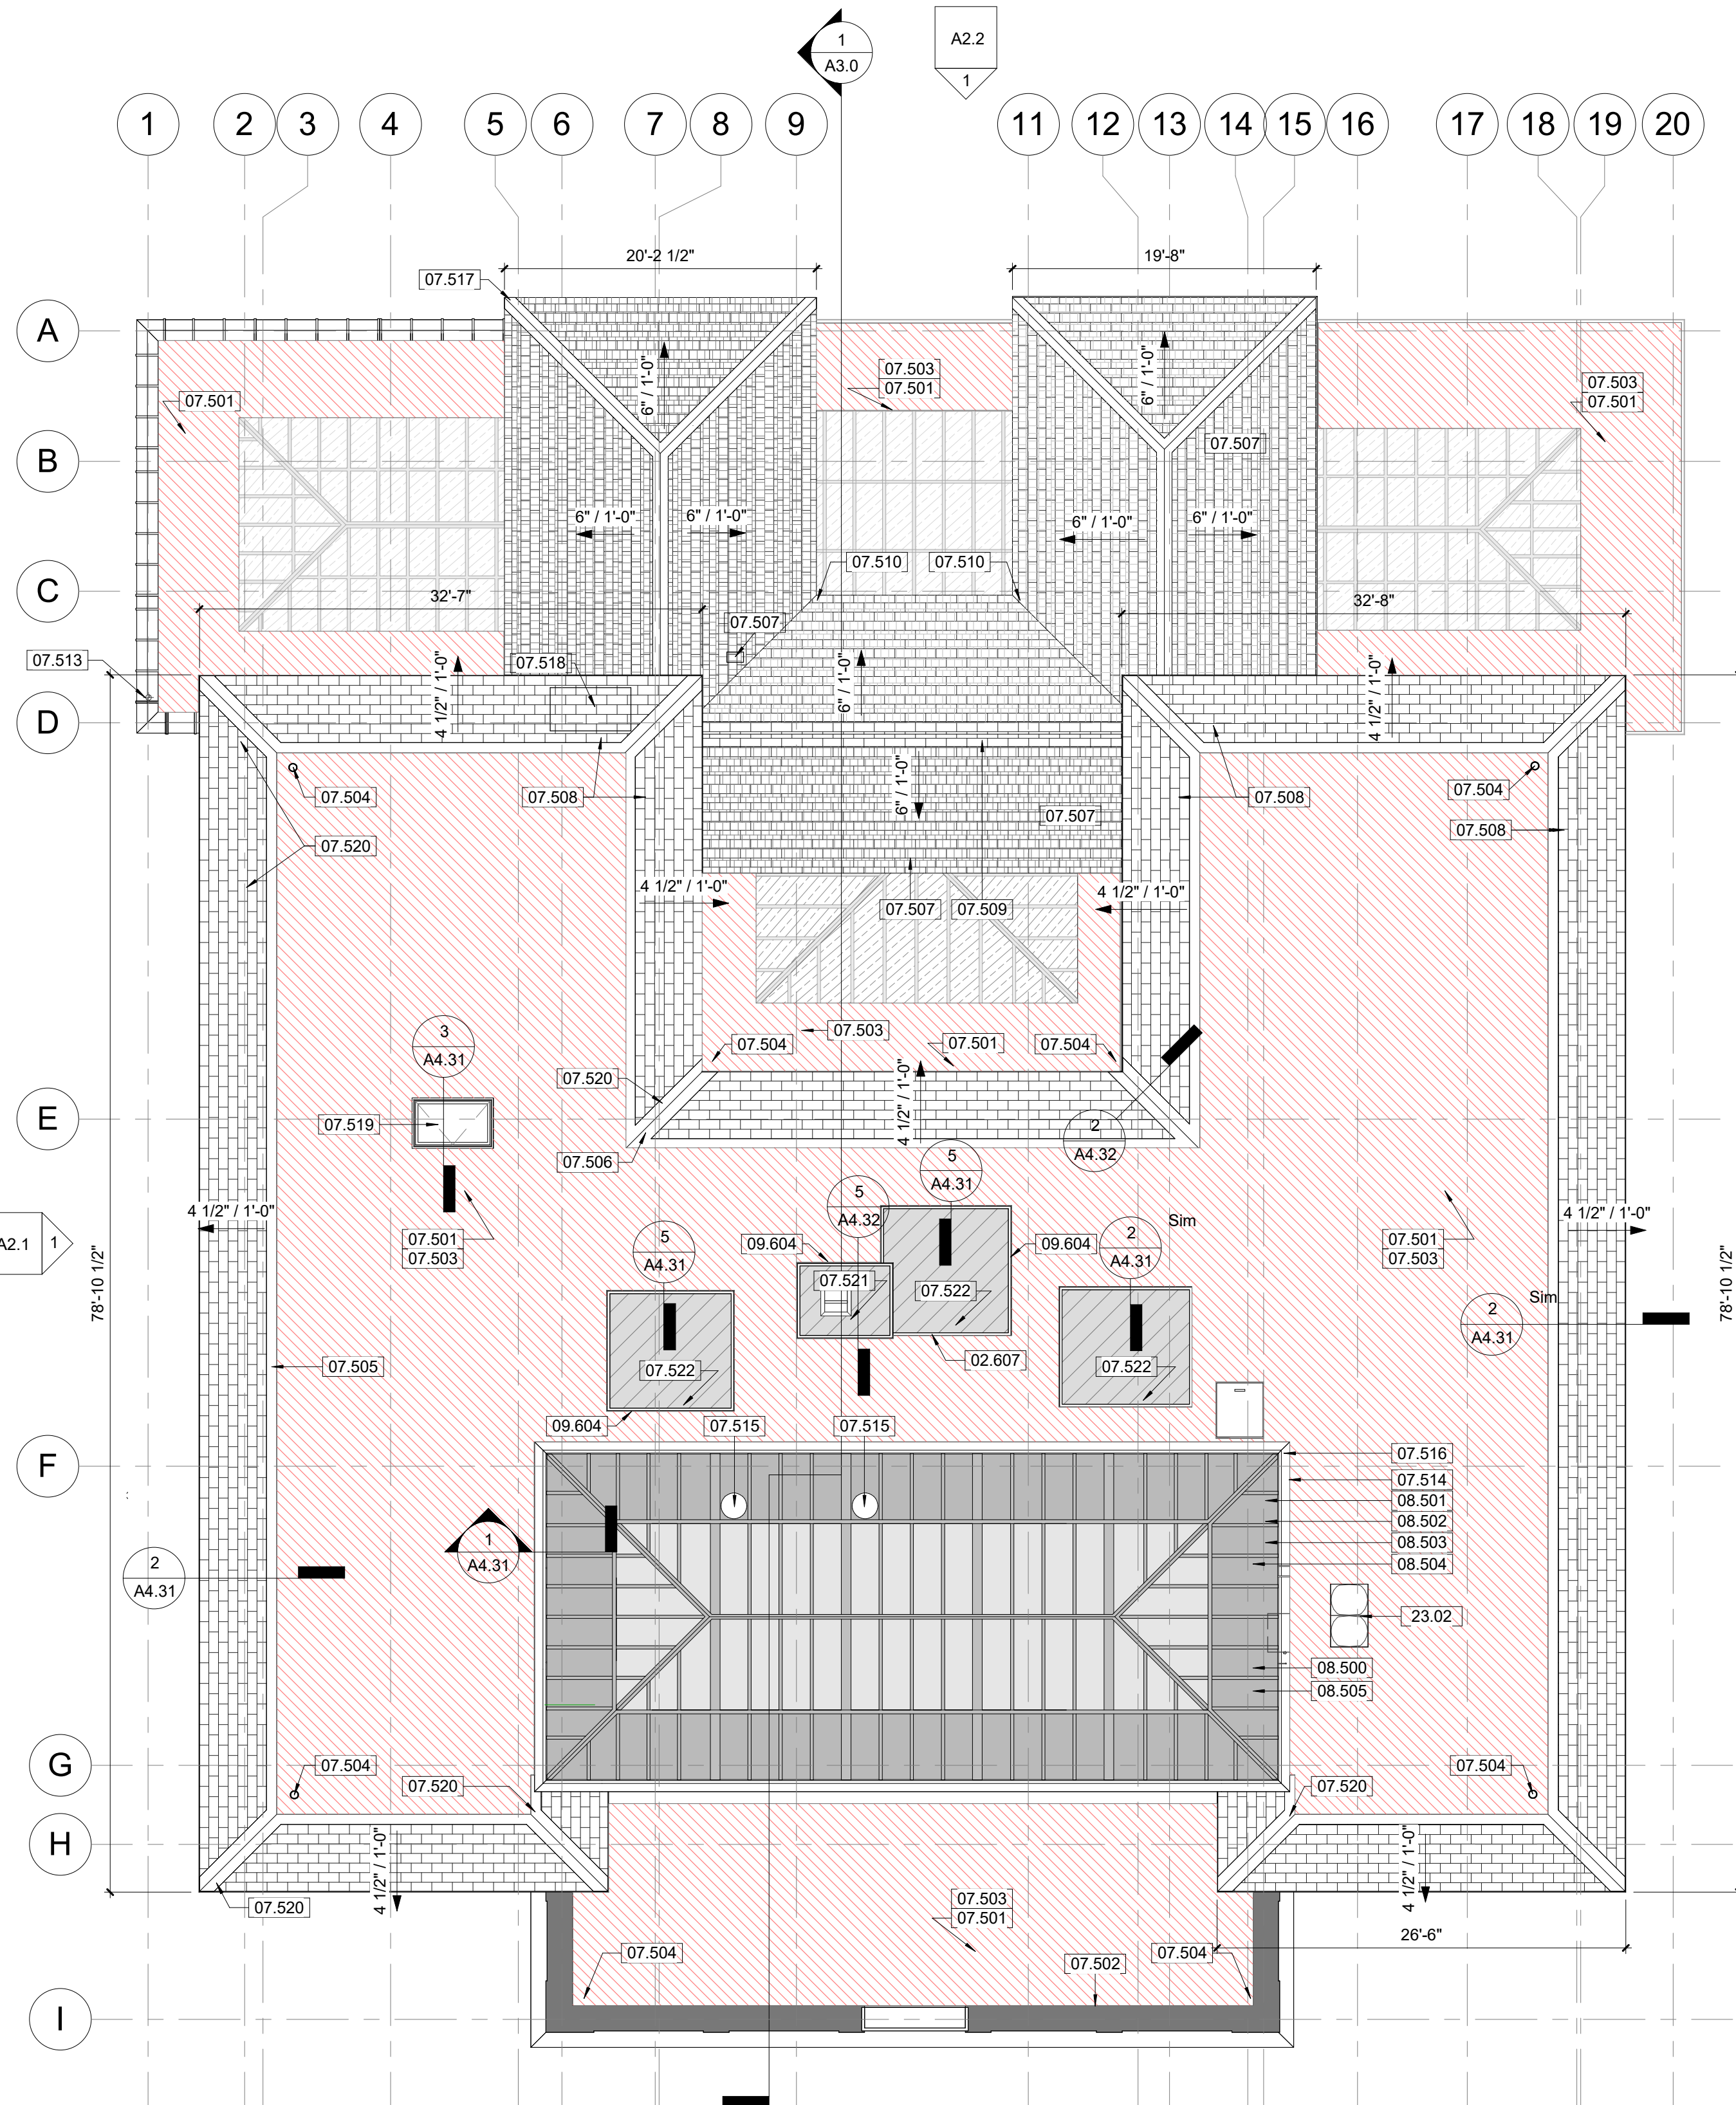 1
A3.0
A2.2
1
1
2
3
4
5
6
7
8
9
11
12
13
14
15
16
17
18
19
20
20'-2 1/2"
19'-8"
07.517
A
07.503
07.501
6" / 1'-0"
6" / 1'-0"
07.503
07.501
07.501
07.507
B
6" / 1'-0"
6" / 1'-0"
6" / 1'-0"
6" / 1'-0"
07.510
07.510
C
32'-7"
32'-8"
07.507
07.513
07.518
4 1/2" / 1'-0"
6" / 1'-0"
4 1/2" / 1'-0"
D
07.504
07.508
6" / 1'-0"
07.508
07.504
07.507
07.508
07.520
4 1/2" / 1'-0"
4 1/2" / 1'-0"
07.507
07.509
3
A4.31
07.503
07.504
07.501
07.504
07.520
4 1/2" / 1'-0"
E
07.519
2
A4.32
07.506
5
A4.31
5
A4.32
4 1/2" / 1'-0"
4 1/2" / 1'-0"
Sim
A2.1
1
07.501
07.503
5
A4.31
09.604
09.604
2
A4.31
07.501
07.503
78'-10 1/2"
78'-10 1/2"
07.521
07.522
Sim
2
A4.31
07.505
07.522
02.607
07.522
09.604
07.515
07.515
F
07.516
07.514
08.501
08.502
08.503
08.504
1
A4.31
2
A4.31
23.02
08.500
08.505
G
07.504
07.520
07.504
07.520
H
4 1/2" / 1'-0"
4 1/2" / 1'-0"
07.520
07.503
07.501
26'-6"
07.504
07.502
07.504
I